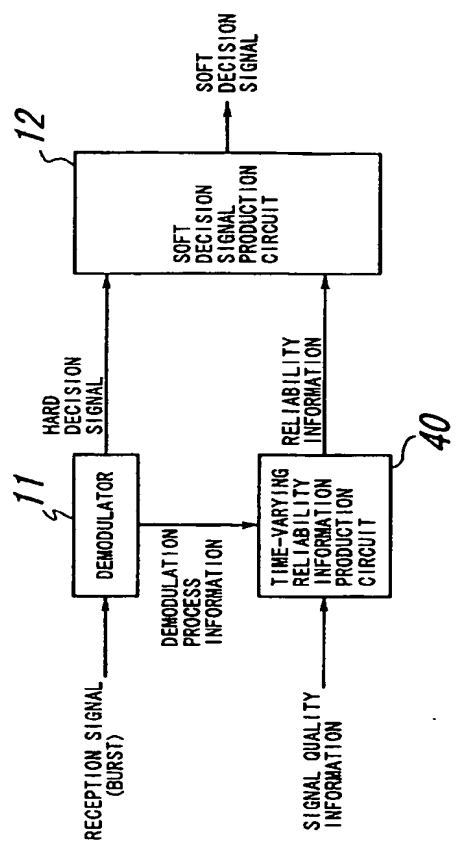 RECEPTION SIGNAL
(BURST)
11
DEMODULATOR
HARD
DECISION
SIGNAL
12
SOFT
DECISION
SIGNAL
PRODUCTION
CIRCUIT
SOFT
DECISION
SIGNAL
DEMODULATION
PROCESS
INFORMATION
SIGNAL QUALITY
INFORMATION
TIME-VARYING
RELIABILITY
INFORMATION
PRODUCTION
CIRCUIT
40
RELIABILITY
INFORMATION